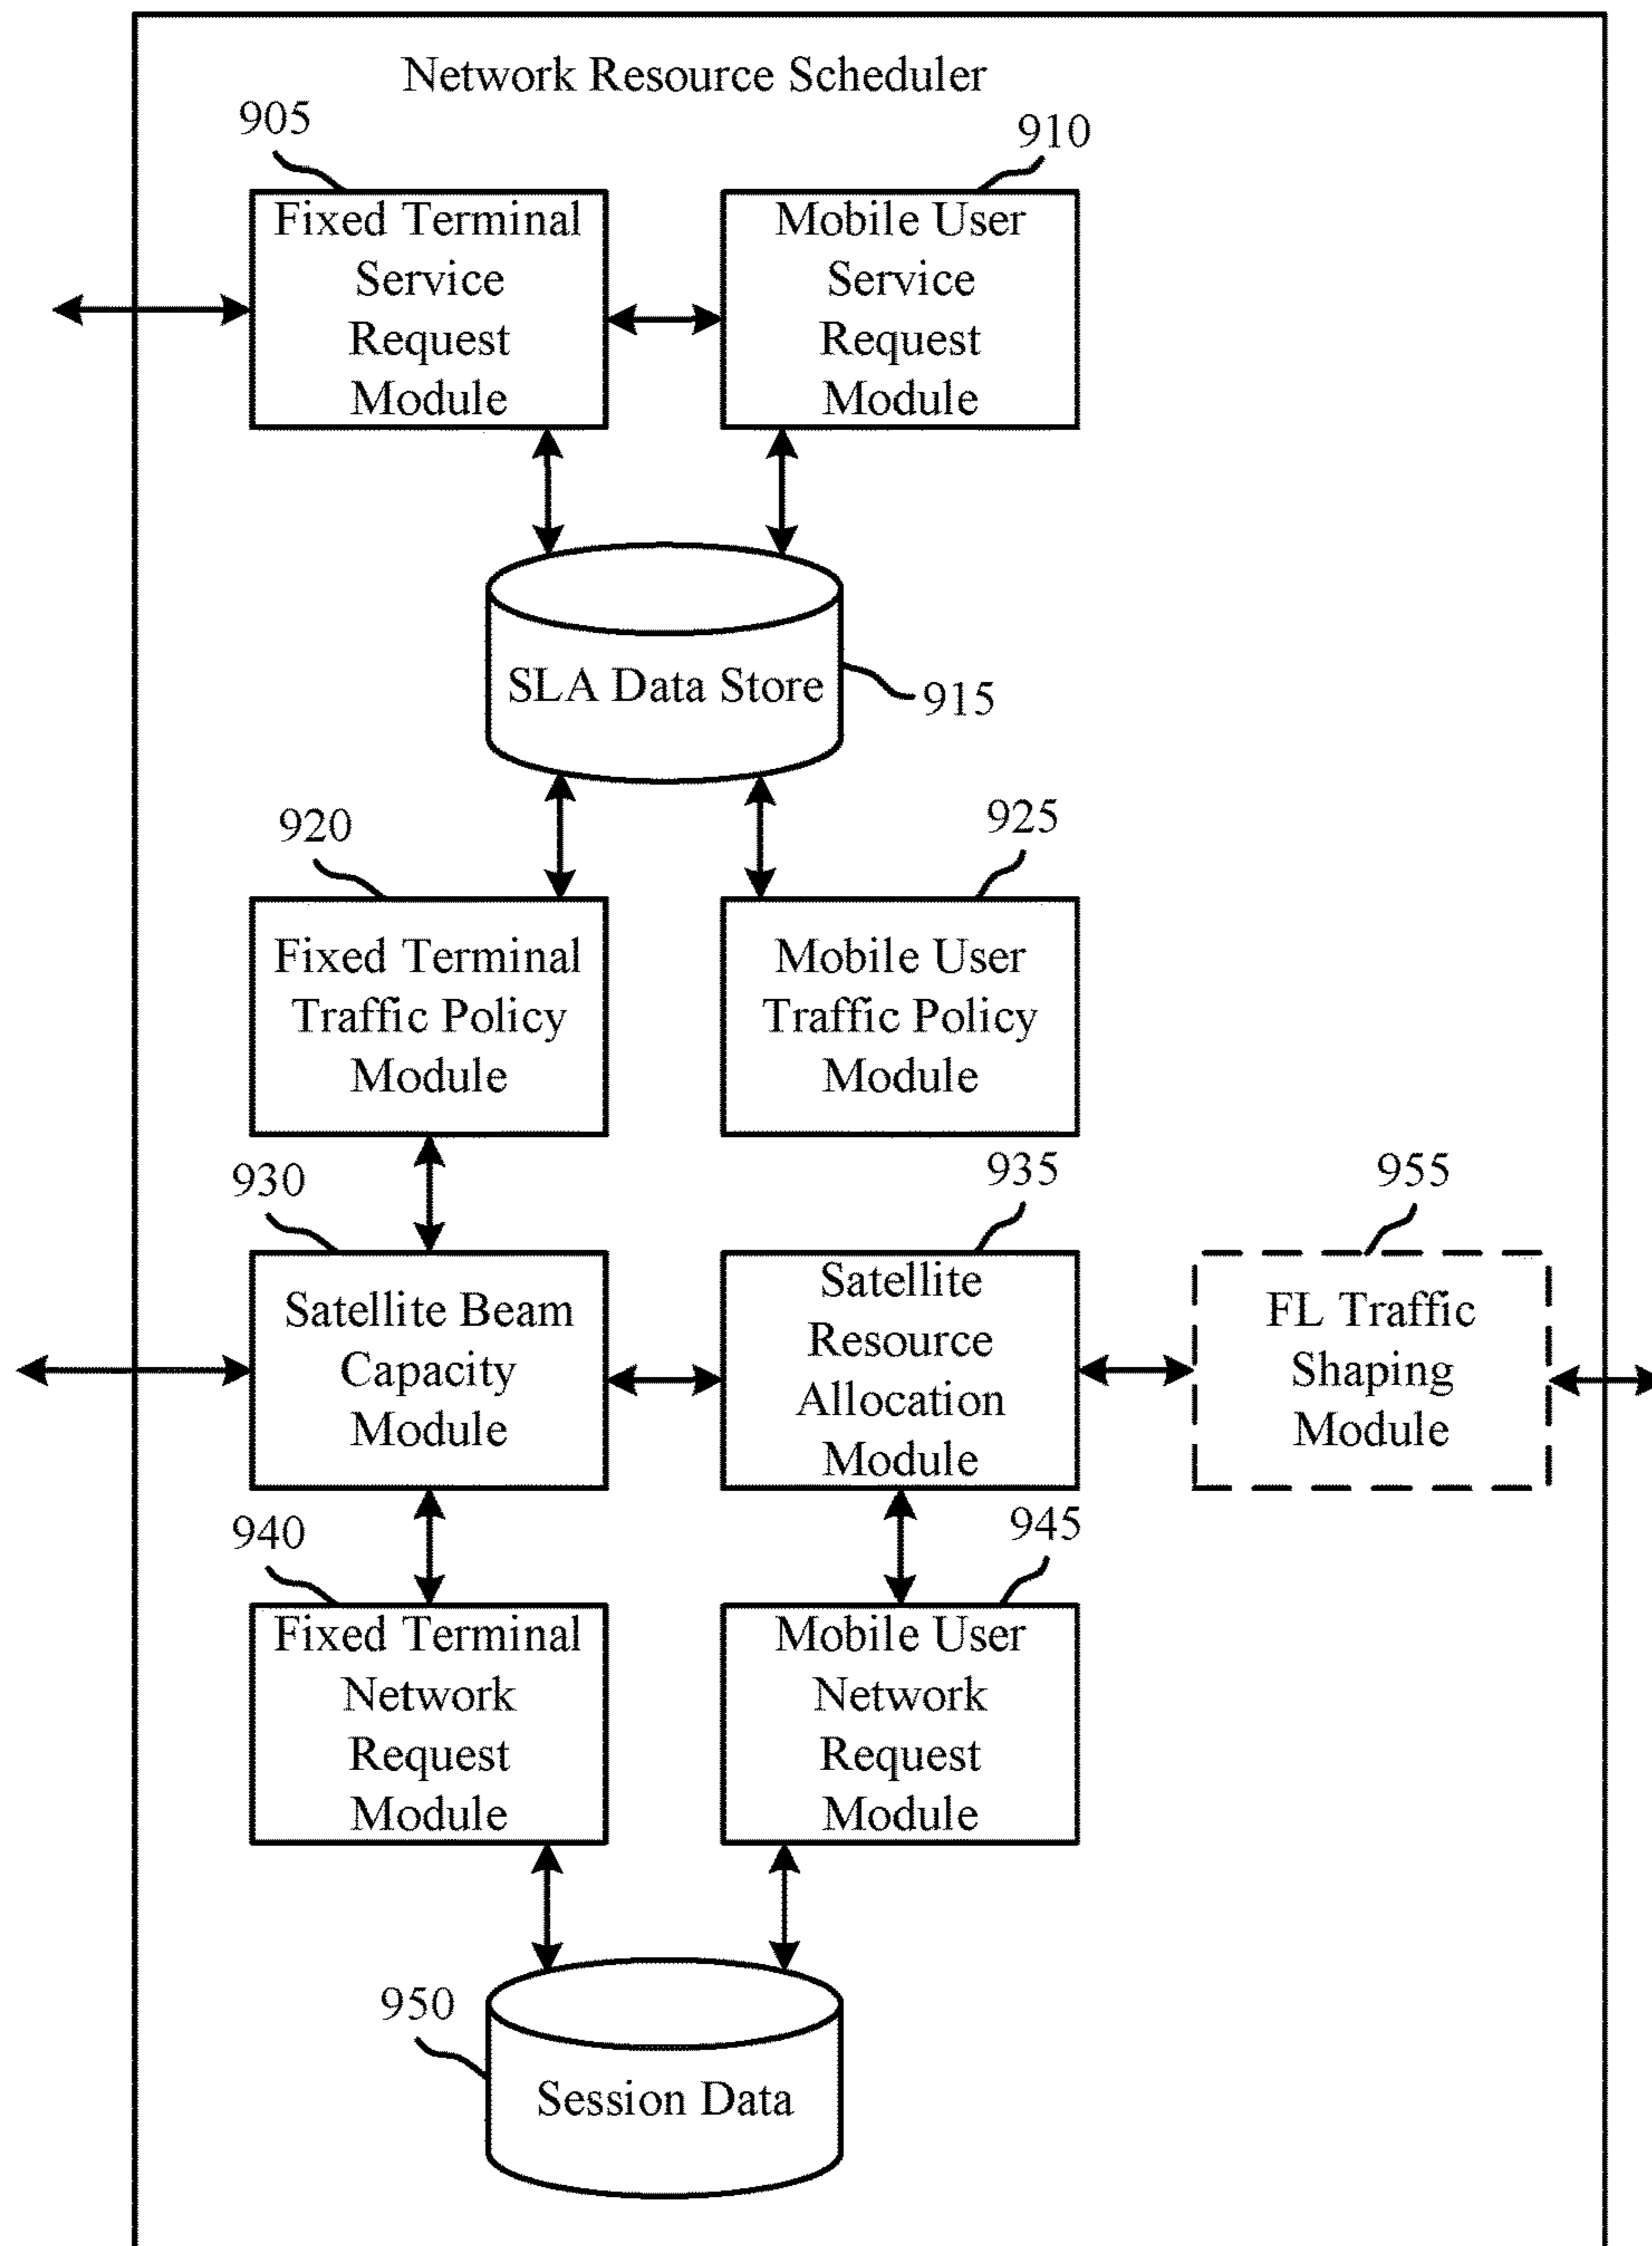 Network Resource Scheduler
905
910
Fixed Terminal
Service
Request
Module
Mobile User
Service
Request
Module
SLA Data Store
915
920
925
Fixed Terminal
Traffic Policy
Module
Mobile User
Traffic Policy
Module
930
935
955
Satellite Beam
Capacity
Module
Satellite
Resource
Allocation
Module
FL Traffic
Shaping
Module
940
945
Fixed Terminal
Network
Request
Module
Mobile User
Network
Request
Module
950
Session Data